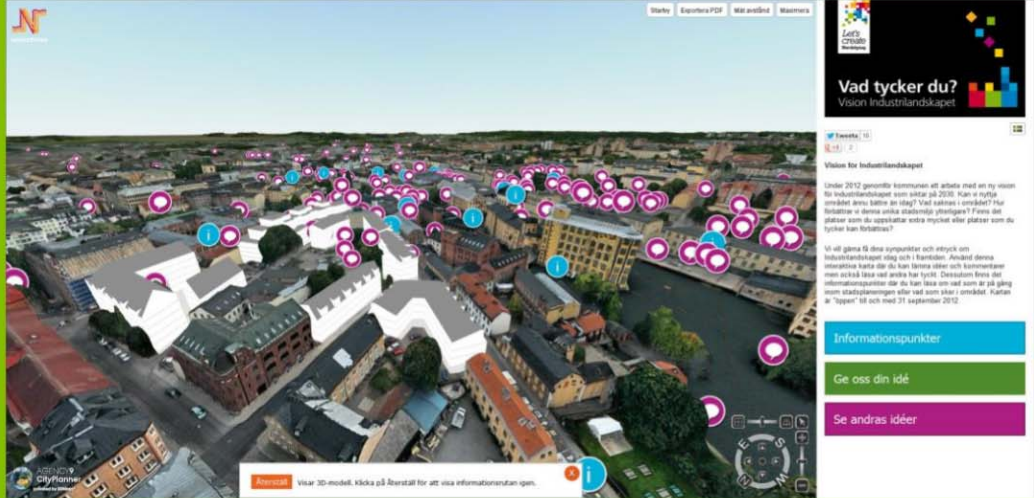 Startvy Exportera PDF Mät avstånd Maximera
Let's
create
Norrköping
Vad tycker du?
Vision Industrilandskapet
Tweeta 10
+1 2
Vision för Industrilandskapet
Under 2012 genomför kommunen ett arbete med en ny vision
för Industrilandskapet som siktar på 2030. Kan vi nyttja
området ännu bättre än idag? Vad saknas i området? Hur
förbättrar vi denna unika stadsmiljö ytterligare? Finns det
platser som du uppskattar extra mycket eller platser som du
tycker kan förbättras?
Vi vill gärna få dina synpunkter och intryck om
Industrilandskapet idag och i framtiden. Använd denna
interaktiva karta där du kan lämna idéer och kommentarer
men också läsa vad andra har tyckt. Dessutom finns det
informationspunkter där du kan läsa om vad som är på gång
inom stadsplaneringen eller vad som sker i området. Kartan
är "öppen" till och med 31 september 2012.
Informationspunkter
Ge oss din idé
Se andras idéer
AGENCY9
CityPlanner
Återställ Visar 3D-modell. Klicka på Återställ för att visa informationsrutan igen. X
E S N W